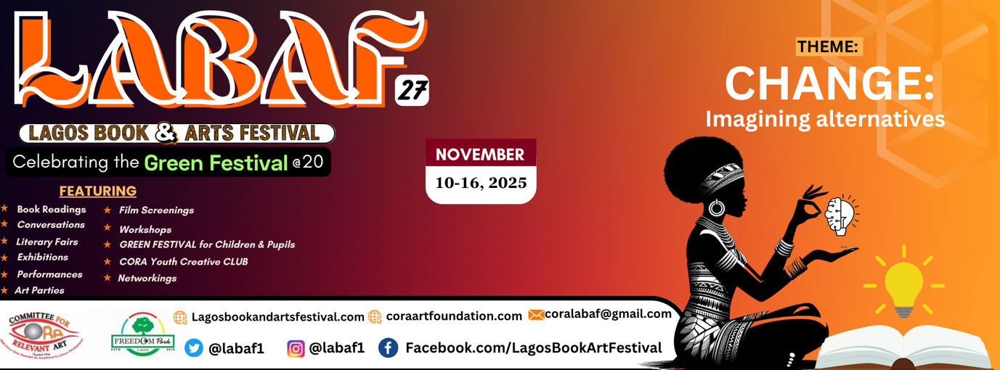 LABAF
27
LAGOS BOOK & ARTS FESTIVAL
Celebrating the Green Festival @20
FEATURING
Book Readings
Conversations
Literary Fairs
Exhibitions
Performances
Art Parties
Film Screenings
Workshops
GREEN FESTIVAL for Children & Pupils
CORA Youth Creative CLUB
Networkings
NOVEMBER
10-16, 2025
THEME:
CHANGE:
Imagining alternatives
COMMITTEE FOR
CORA
RELEVANT ART
FREEDOM Park
LAGOS
ESTD 2010
Lagosbookandartsfestival.com
coraartfoundation.com
coralabaf@gmail.com
@labaf1
@labaf1
Facebook.com/LagosBookArtFestival